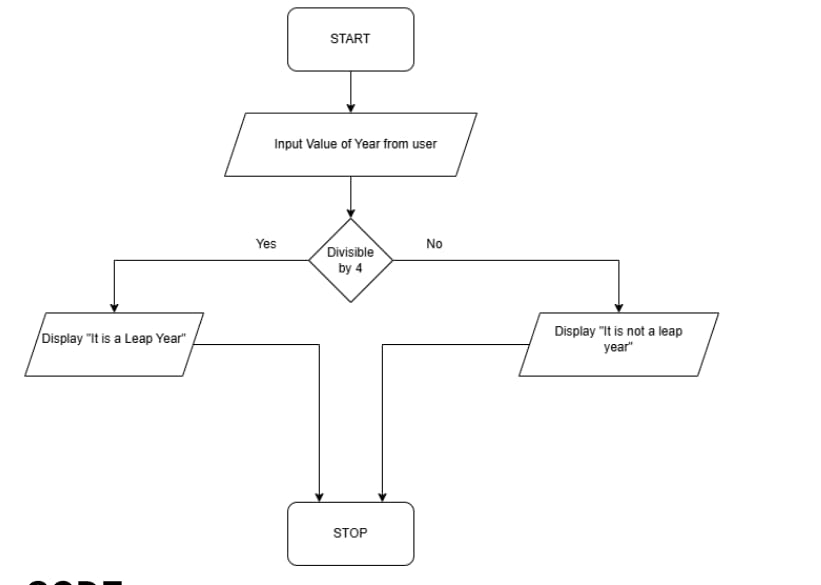 START
Input Value of Year from user
Yes
No
Divisible
by 4
Display "It is a Leap Year"
Display "It is not a leap
year"
STOP